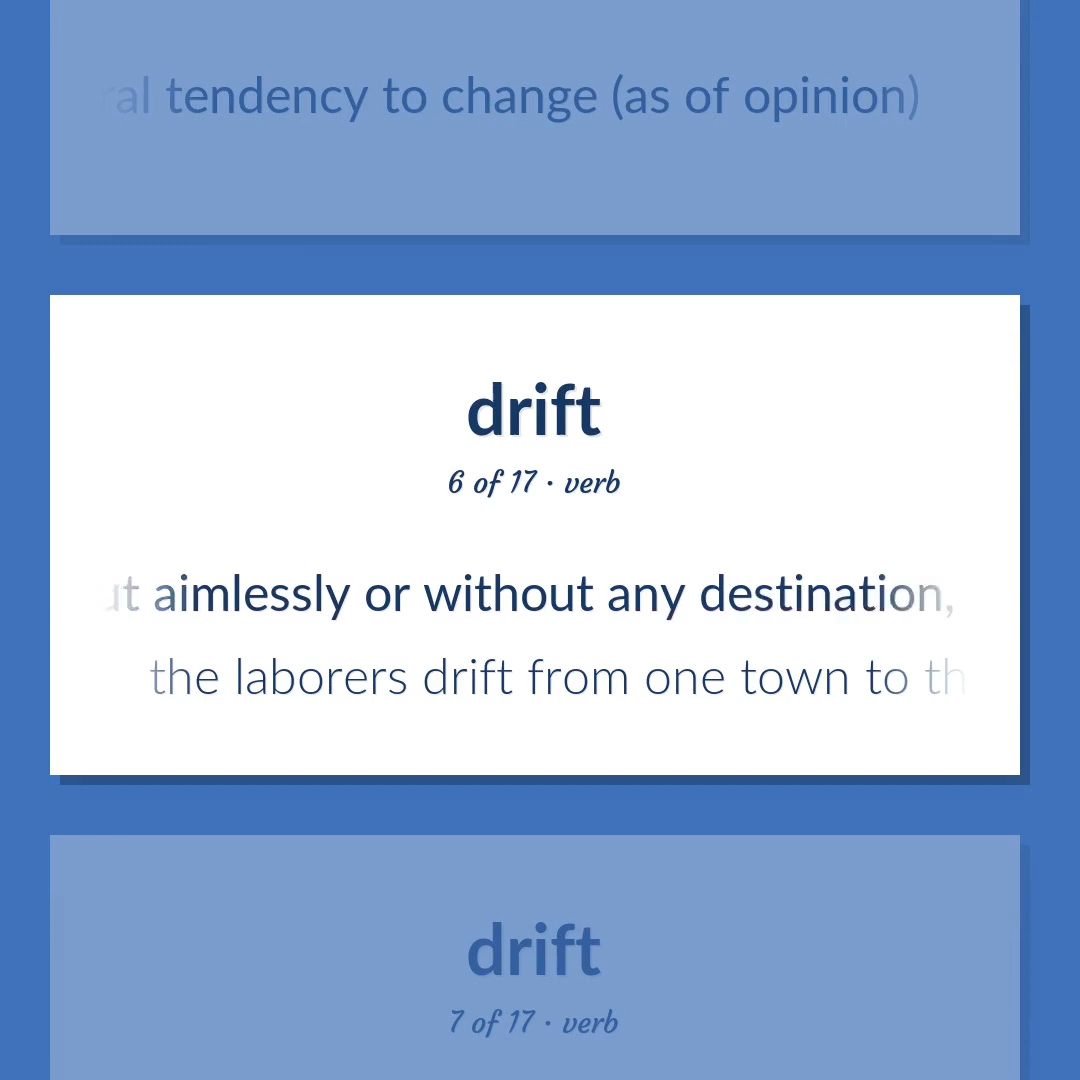 tendency to change (as of opinion)
drift
6 of 17 · verb
aimlessly or without any destination,
the laborers drift from one town to
drift
7 of 17 · verb